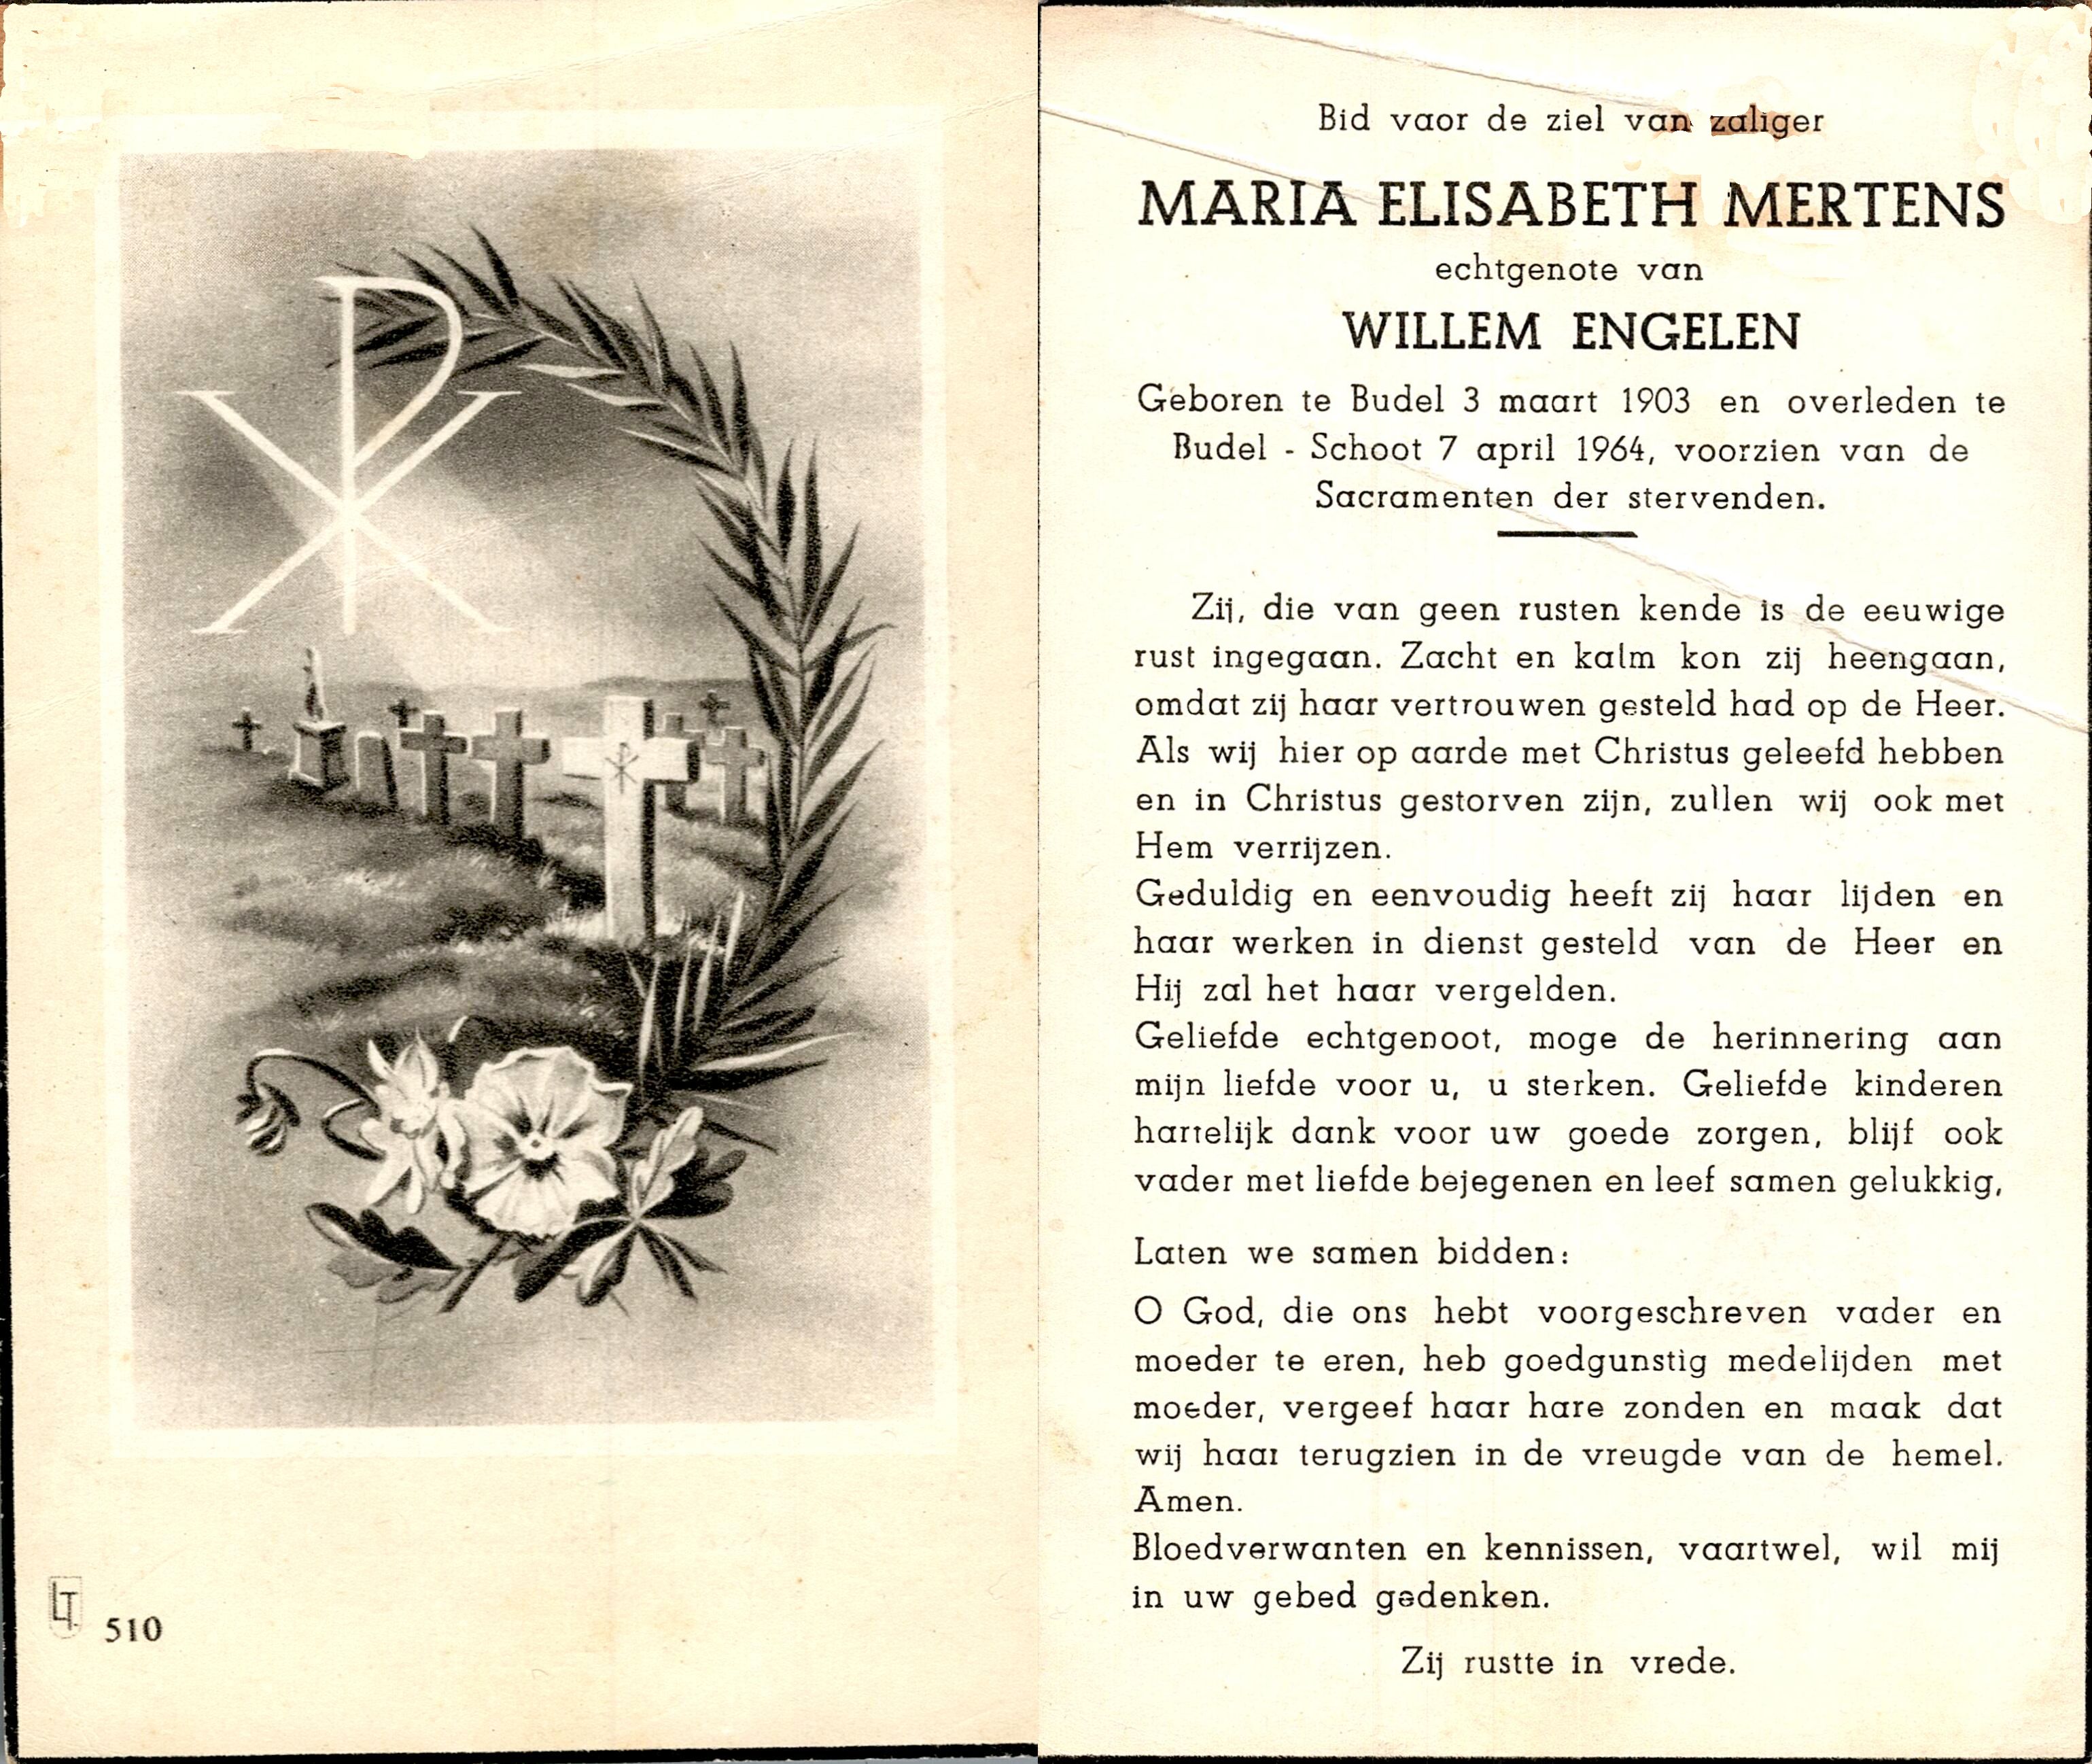 LT
510
Bid vaor de ziel van zaliger
MARIA ELISABETH MERTENS
echtgenote van
WILLEM ENGELEN
Geboren te Budel 3 maart 1903 en overleden te
Budel - Schoot 7 april 1964, voorzien van de
Sacramenten der stervenden.
Zij, die van geen rusten kende is de eeuwige
rust ingegaan. Zacht en kalm kon zij heengaan,
omdat zij haar vertrouwen gesteld had op de Heer.
Als wij hier op aarde met Christus geleefd hebben
en in Christus gestorven zijn, zullen wij ook met
Hem verrijzen.
Geduldig en eenvoudig heeft zij haar lijden en
haar werken in dienst gesteld van de Heer en
Hij zal het haar vergelden.
Geliefde echtgenoot, moge de herinnering aan
mijn liefde voor u, u sterken. Geliefde kinderen
hartelijk dank voor uw goede zorgen, blijf ook
vader met liefde bejegenen en leef samen gelukkig,
Laten we samen bidden:
O God, die ons hebt voorgeschreven vader en
moeder te eren, heb goedgunstig medelijden met
moeder, vergeef haar hare zonden en maak dat
wij haar terugzien in de vreugde van de hemel.
Amen.
Bloedverwanten en kennissen, vaartwel, wil mij
in uw gebed gedenken.
Zij rustte in vrede.